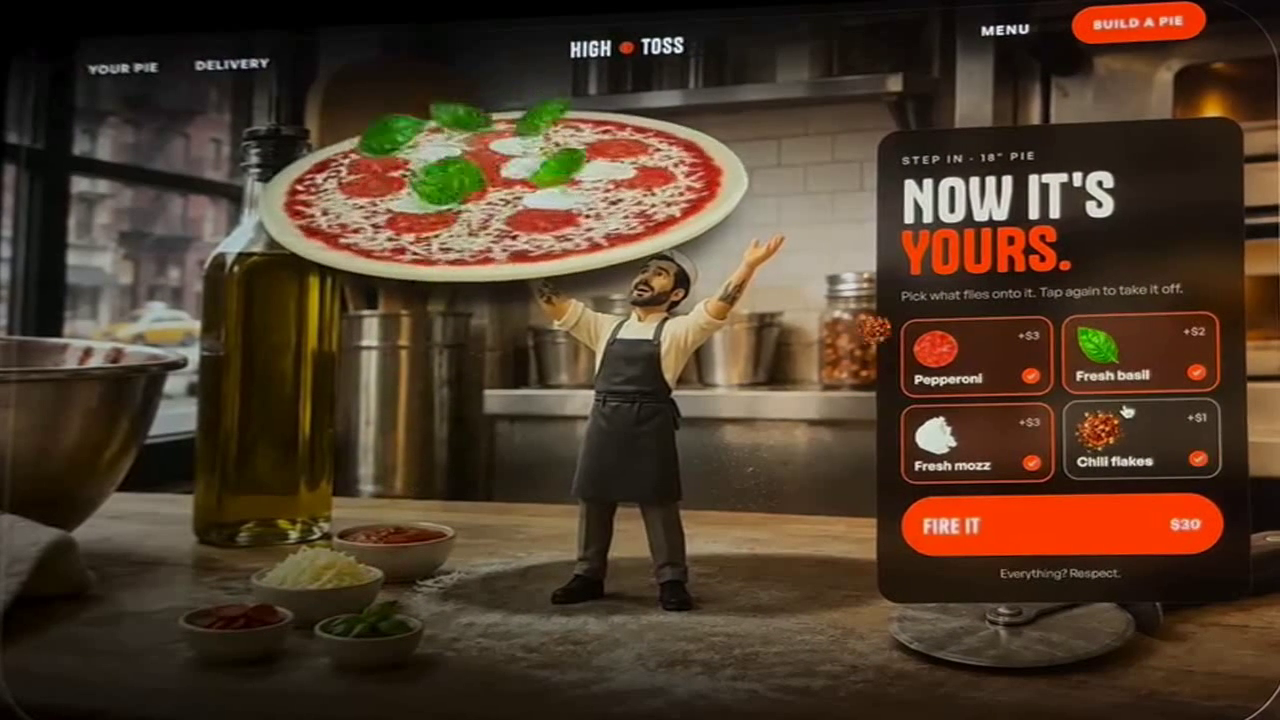 YOUR PIE
DELIVERY
HIGH TOSS
MENU
BUILD A PIE
STEP IN · 18" PIE
NOW IT'S
YOURS.
Pick what flies onto it. Tap again to take it off.
+$3
Pepperoni
+$2
Fresh basil
+$3
Fresh mozz
+$1
Chili flakes
FIRE IT $30
Everything? Respect.